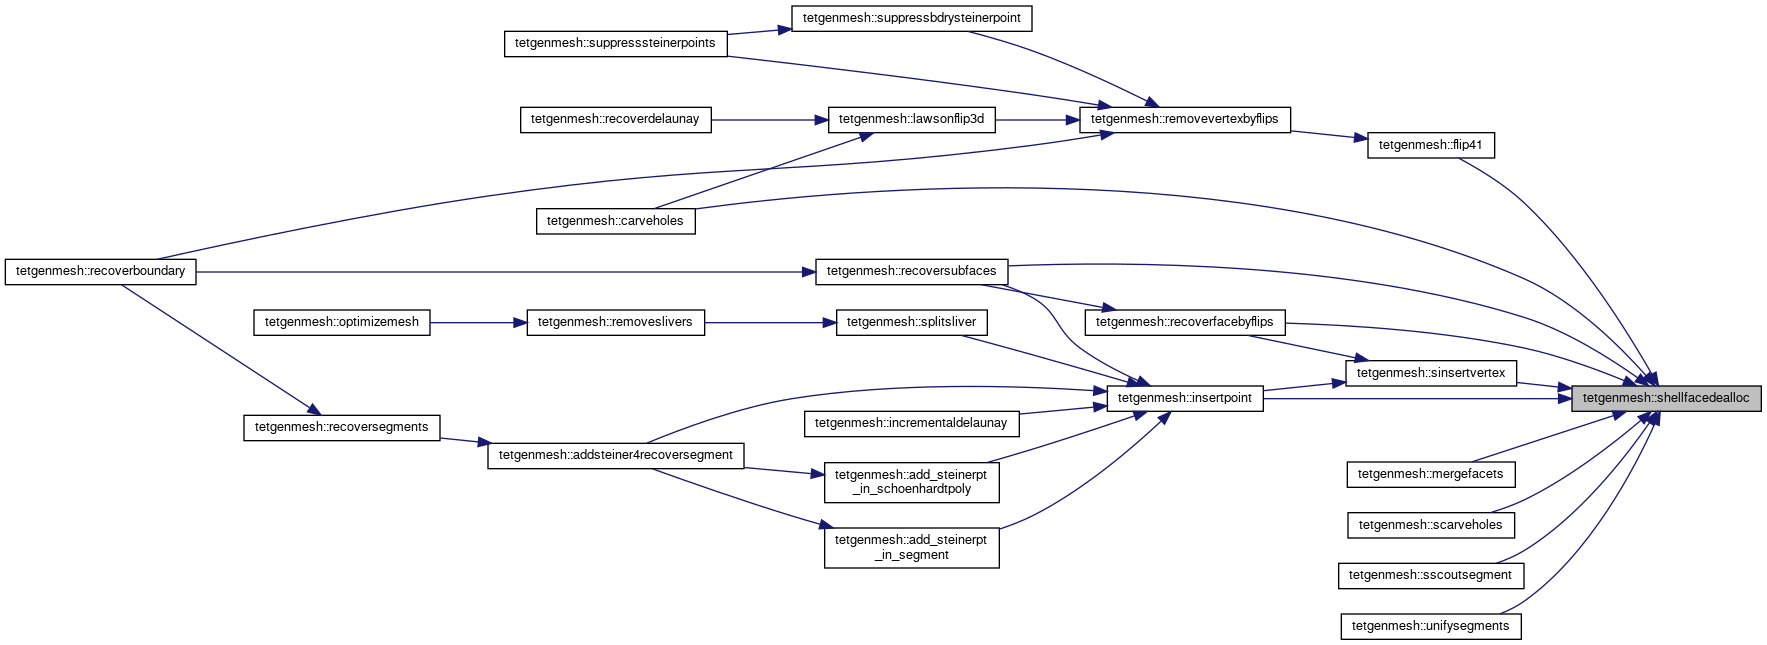 tetgenmesh::suppressbdrysteinerpoint
tetgenmesh::suppresssteinerpoints
tetgenmesh::recoverdelaunay
tetgenmesh::lawsonflip3d
tetgenmesh::removevertexbyflips
tetgenmesh::flip41
tetgenmesh::carveholes
tetgenmesh::recoverboundary
tetgenmesh::recoversubfaces
tetgenmesh::optimizemesh
tetgenmesh::removeslivers
tetgenmesh::splitsliver
tetgenmesh::recoverfacebyflips
tetgenmesh::sinsertvertex
tetgenmesh::insertpoint
tetgenmesh::shellfacedealloc
tetgenmesh::recoversegments
tetgenmesh::incrementaldelaunay
tetgenmesh::addsteiner4recoversegment
tetgenmesh::add_steinerpt
_in_schoenhardtpoly
tetgenmesh::mergefacets
tetgenmesh::scarveholes
tetgenmesh::add_steinerpt
_in_segment
tetgenmesh::sscoutsegment
tetgenmesh::unifysegments